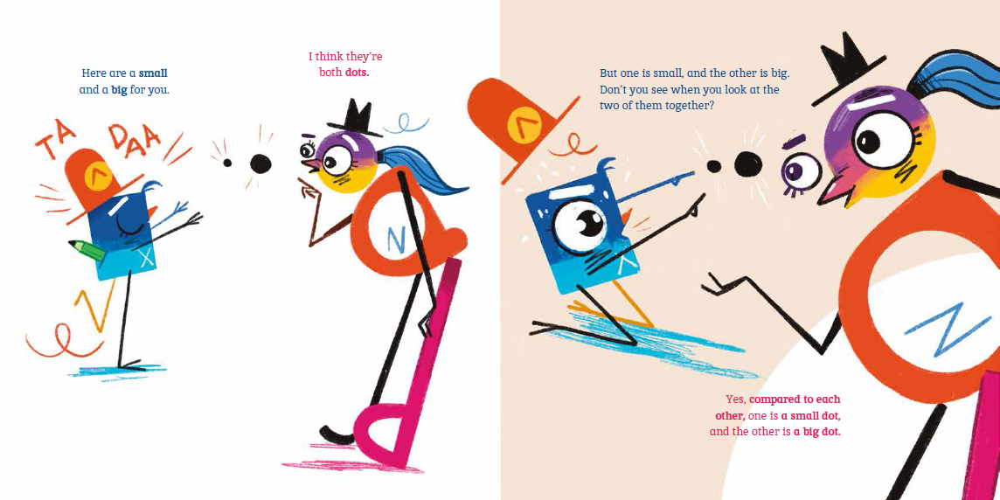 Here are a small
and a big for you.
TA DAA
I think they're
both dots.
N
X
But one is small, and the other is big.
Don't you see when you look at the
two of them together?
N
Yes, compared to each
other, one is a small dot,
and the other is a big dot.